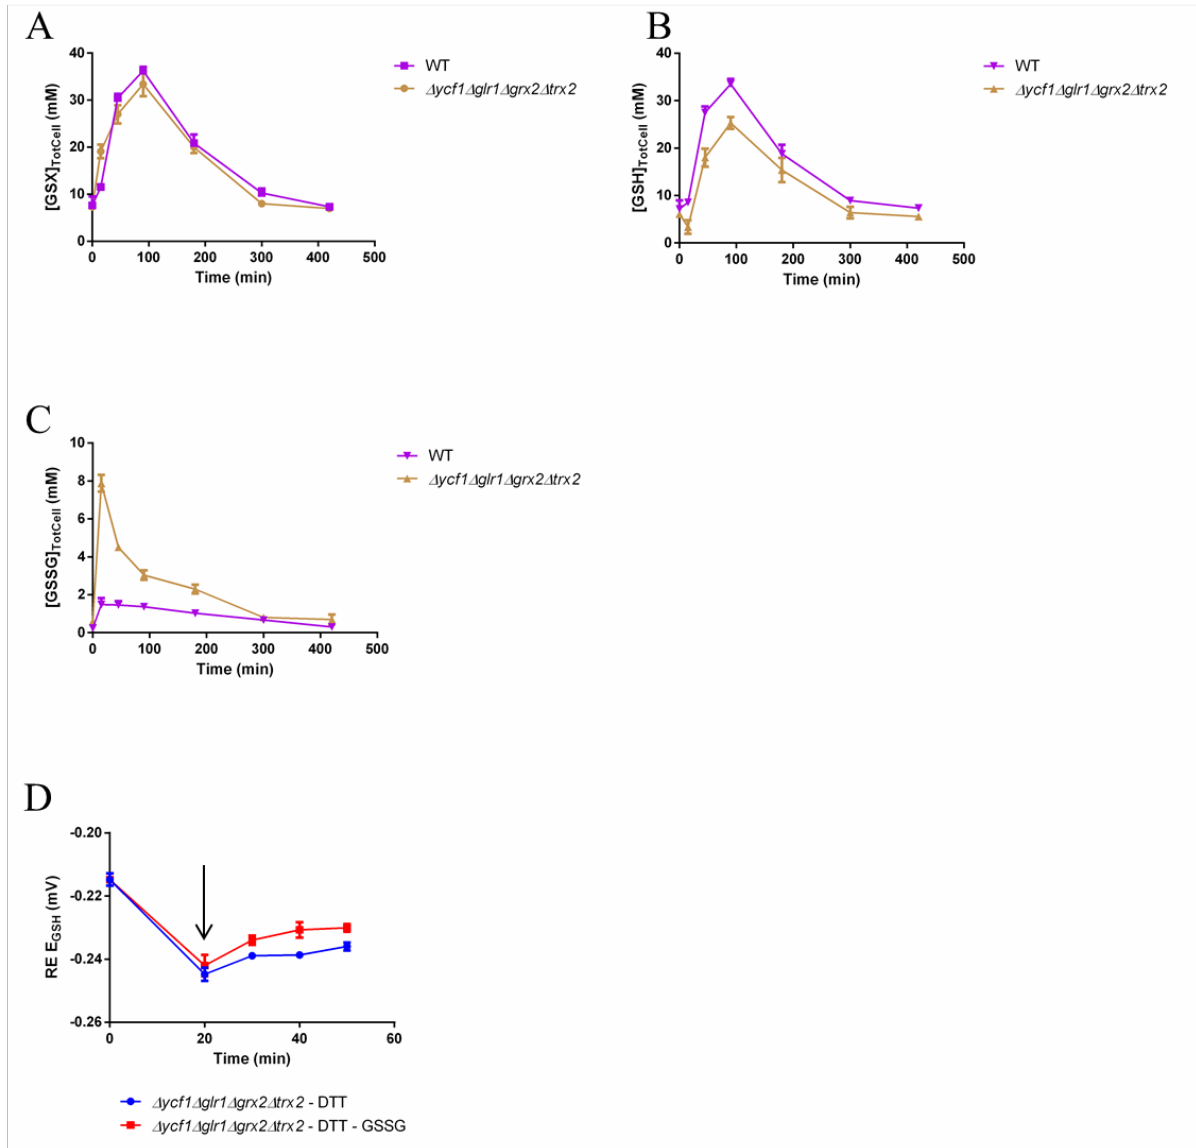 A
[GSX]TotCell (mM)
40
30
20
10
0
0 100 200 300 400 500
Time (min)
WT
Δycf1Δglr1Δgrx2Δtrx2
B
[GSH]TotCell (mM)
40
30
20
10
0
0 100 200 300 400 500
Time (min)
WT
Δycf1Δglr1Δgrx2Δtrx2
C
[GSSG]TotCell (mM)
10
8
6
4
2
0
0 100 200 300 400 500
Time (min)
WT
Δycf1Δglr1Δgrx2Δtrx2
D
RE EGSH (mV)
-0.20
-0.22
-0.24
-0.26
0 20 40 60
Time (min)
Δycf1Δglr1Δgrx2Δtrx2 - DTT
Δycf1Δglr1Δgrx2Δtrx2 - DTT - GSSG